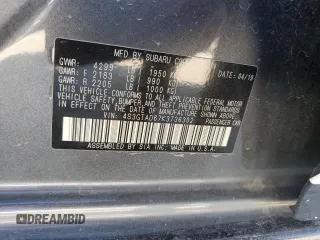 MFD. BY SUBARU
DATE: 04/19
GVWR: 4299 LB 1950 KG
GAWR: F 2183 LB 990 KG
GAWR: R 2205 LB 1000 KG
THIS VEHICLE CONFORMS TO ALL
APPLICABLE FEDERAL MOTOR
VEHICLE SAFETY, BUMPER, AND THEFT
PREVENTION STANDARDS IN EFFECT ON THE
DATE OF MANUFACTURE SHOWN ABOVE.
VIN: PASSENGER CAR
ASSEMBLED BY SIA, INC. IN U.S.A.
DREAMBID